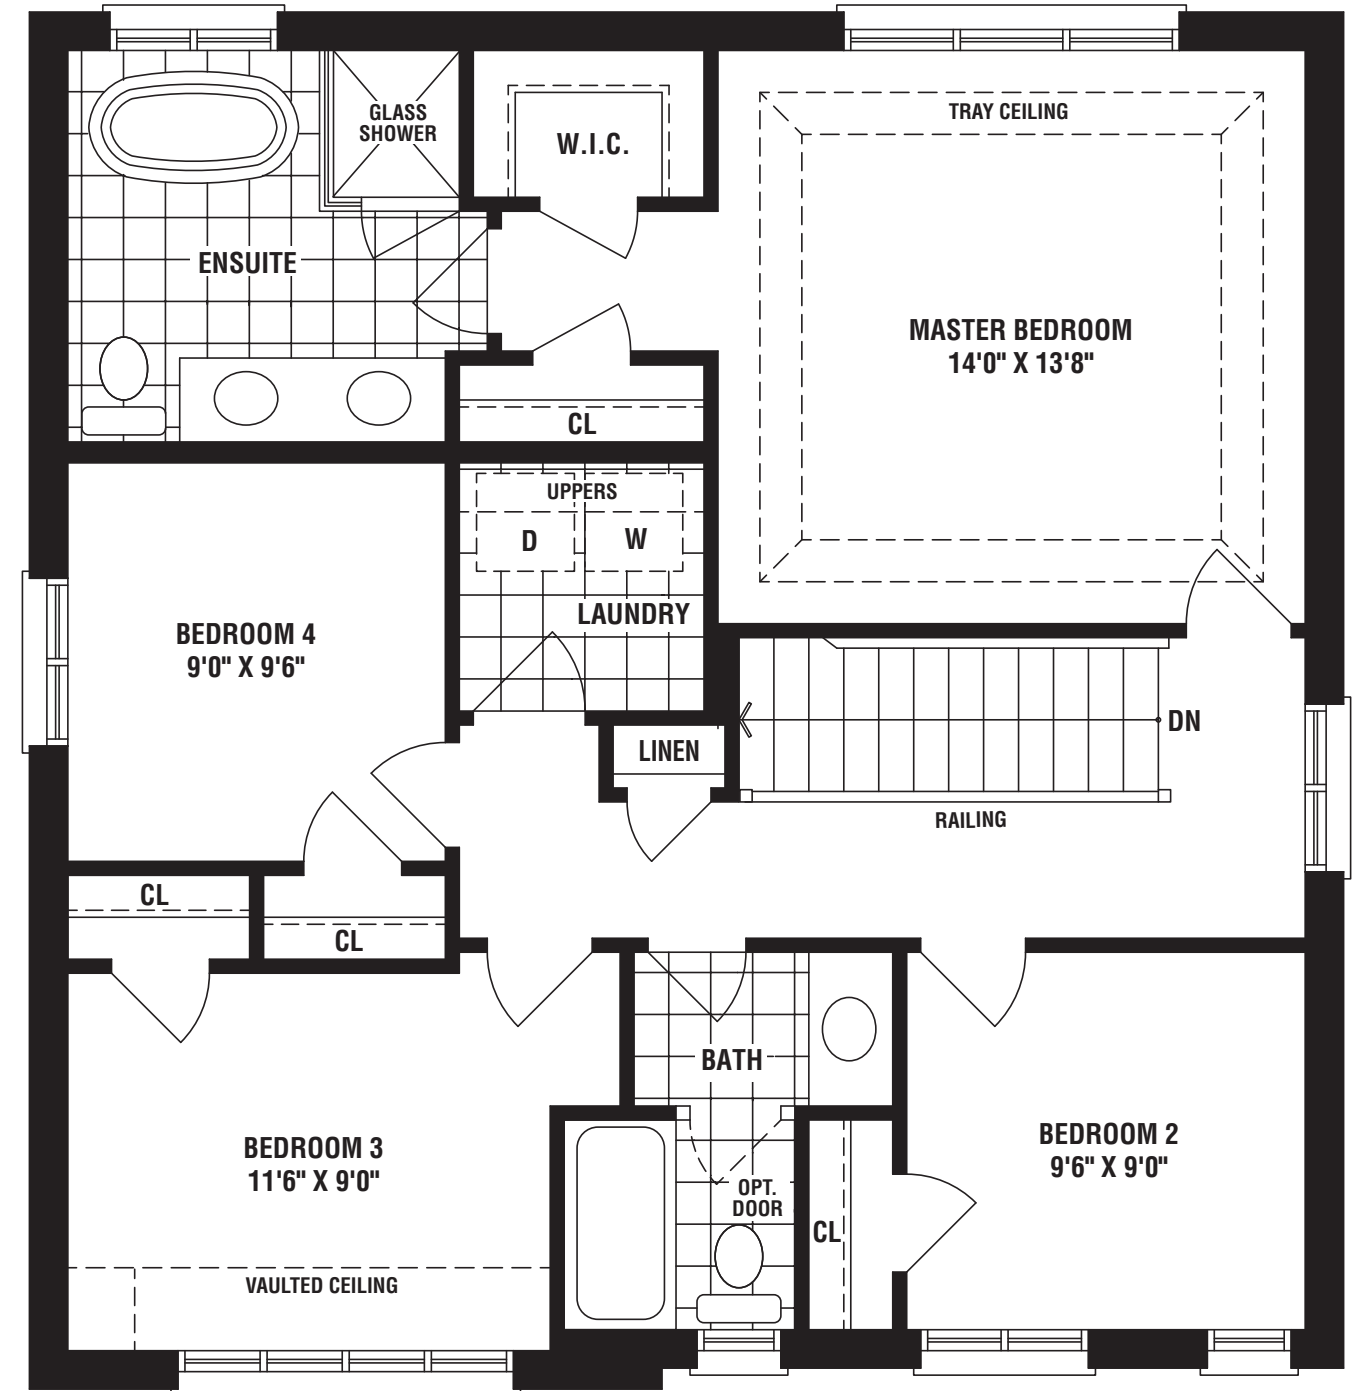 GLASS
SHOWER
W.I.C.
TRAY CEILING
ENSUITE
MASTER BEDROOM
14'0" X 13'8"
CL
UPPERS
D
W
LAUNDRY
BEDROOM 4
9'0" X 9'6"
LINEN
DN
RAILING
CL
CL
BATH
BEDROOM 3
11'6" X 9'0"
BEDROOM 2
9'6" X 9'0"
OPT.
DOOR
CL
VAULTED CEILING